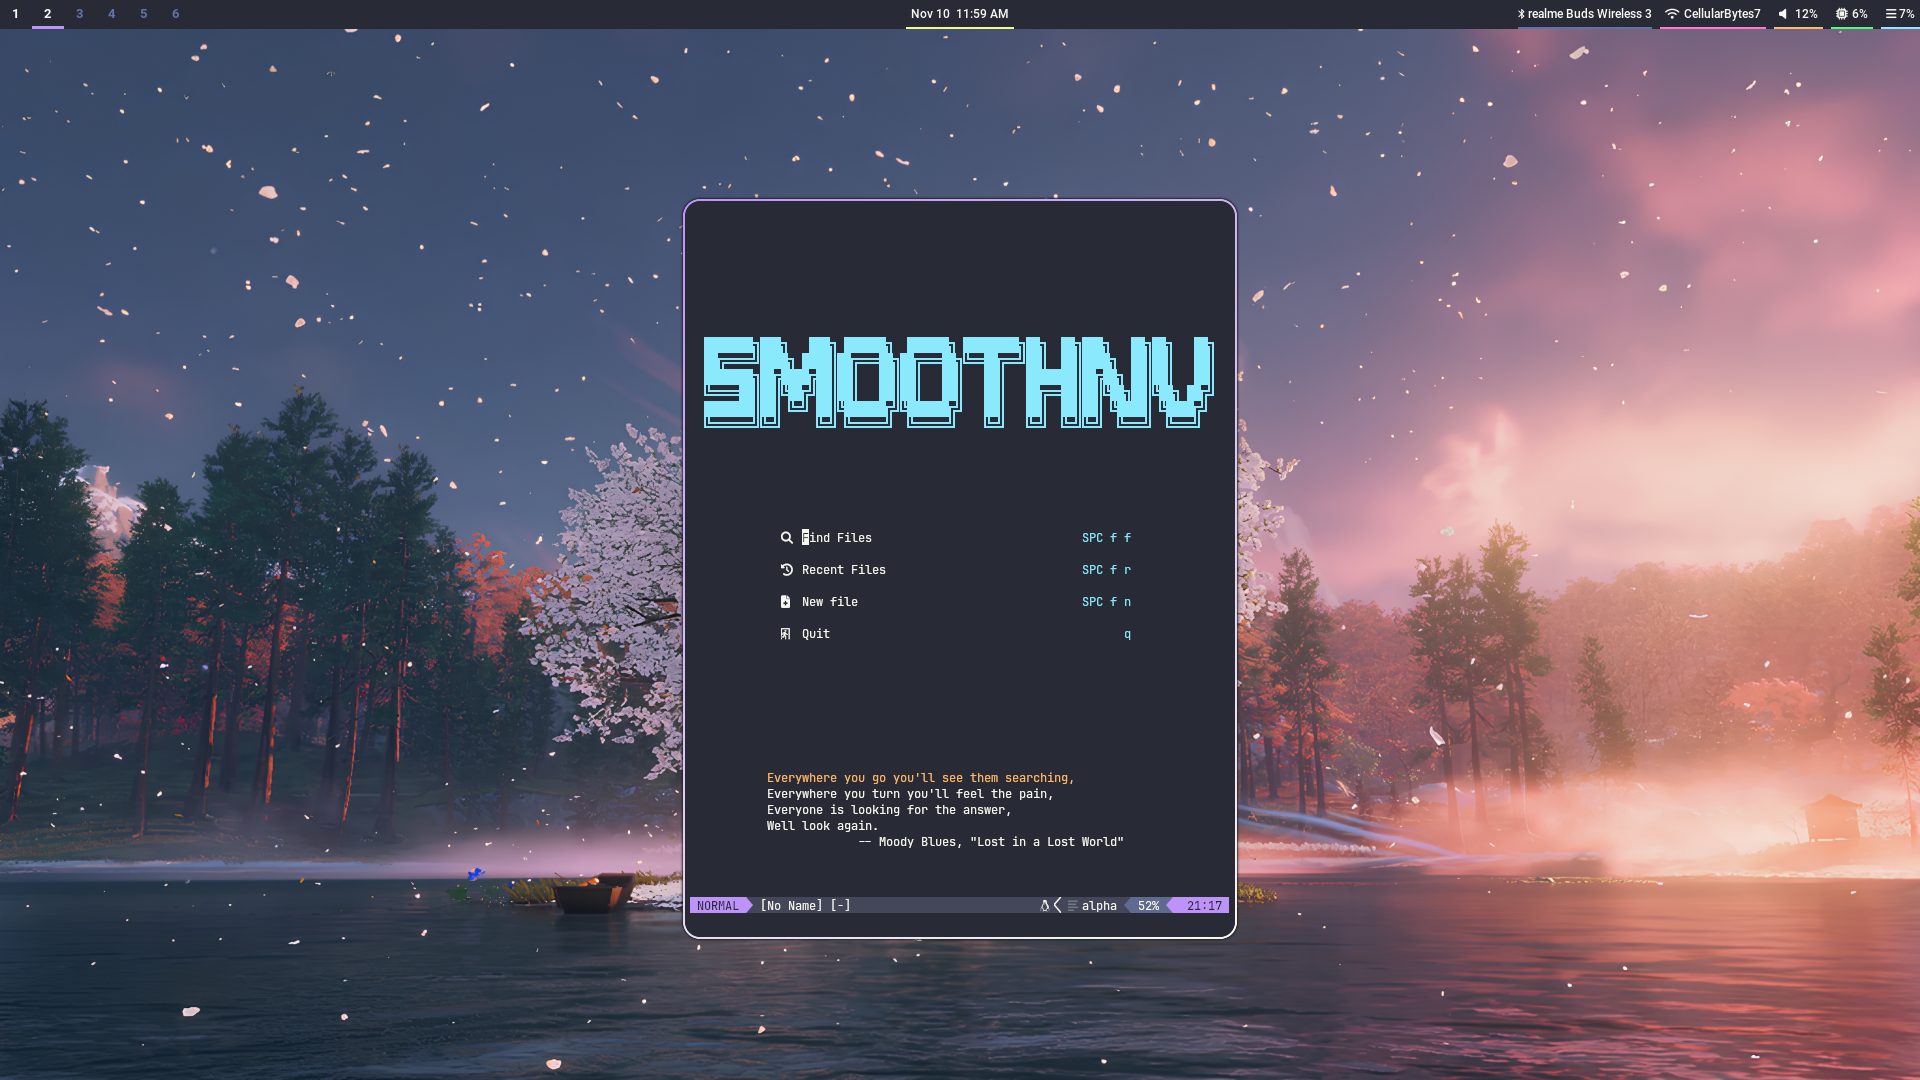 1 2 3 4 5 6
Nov 10 11:59 AM
realme Buds Wireless 3
CellularBytes7
12%
6%
7%
SMOOTHNV
Find Files SPC f f
Recent Files SPC f r
New file SPC f n
Quit q
Everywhere you go you'll see them searching,
Everywhere you turn you'll feel the pain,
Everyone is looking for the answer,
Well look again.
-- Moody Blues, "Lost in a Lost World"
NORMAL [No Name] [-] alpha 52% 21:17